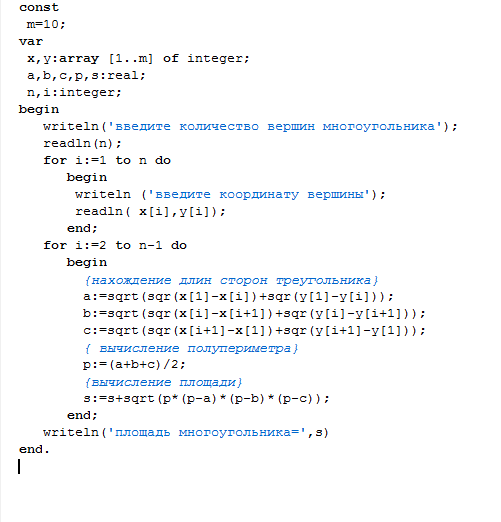 const
m=10;
var
x,y:array [1..m] of integer;
a,b,c,p,s:real;
n,i:integer;
begin
writeln('введите количество вершин многоугольника');
readln(n);
for i:=1 to n do
begin
writeln ('введите координату вершины');
readln( x[i],y[i]);
end;
for i:=2 to n-1 do
begin
{нахождение длин сторон треугольника}
a:=sqrt(sqr(x[1]-x[i])+sqr(y[1]-y[i]));
b:=sqrt(sqr(x[i]-x[i+1])+sqr(y[i]-y[i+1]));
c:=sqrt(sqr(x[i+1]-x[1])+sqr(y[i+1]-y[1]));
{ вычисление полупериметра}
p:=(a+b+c)/2;
{вычисление площади}
s:=s+sqrt(p*(p-a)*(p-b)*(p-c));
end;
writeln('площадь многоугольника=',s)
end.